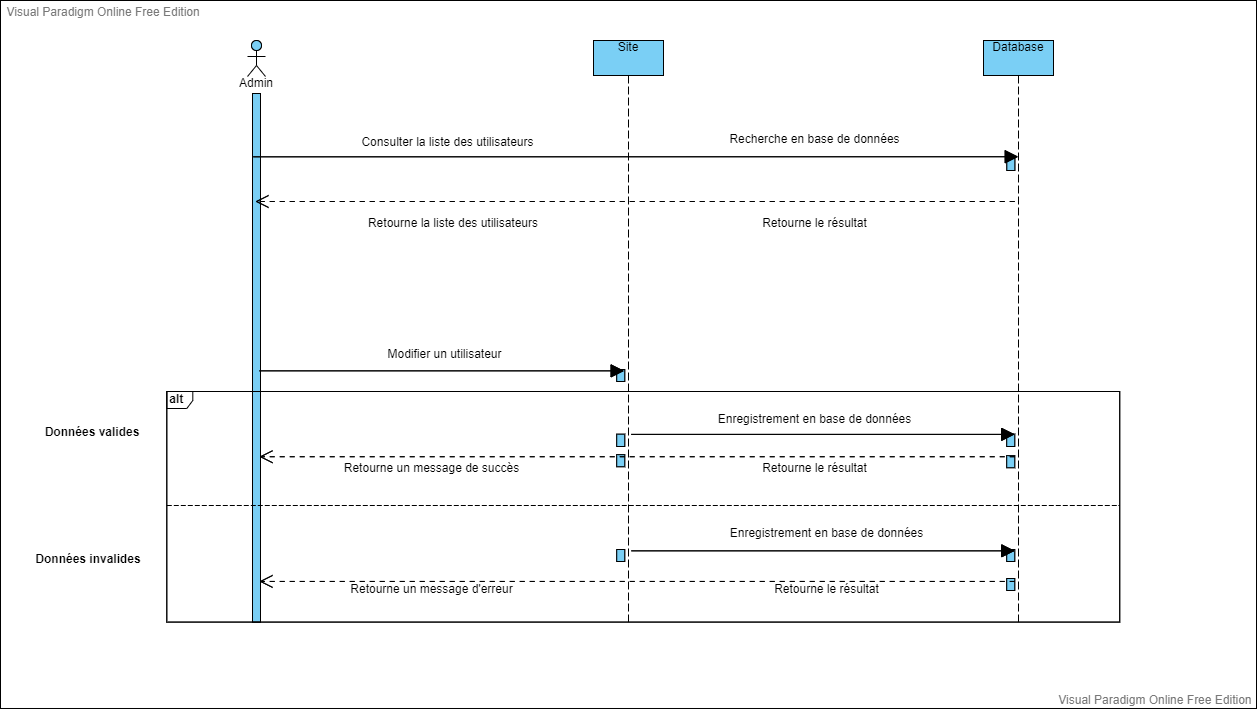 Visual Paradigm Online Free Edition
Admin
Site
Database
Consulter la liste des utilisateurs
Recherche en base de données
Retourne la liste des utilisateurs
Retourne le résultat
Modifier un utilisateur
alt
Données valides
Enregistrement en base de données
Retourne un message de succès
Retourne le résultat
Données invalides
Enregistrement en base de données
Retourne un message d'erreur
Retourne le résultat
Visual Paradigm Online Free Edition